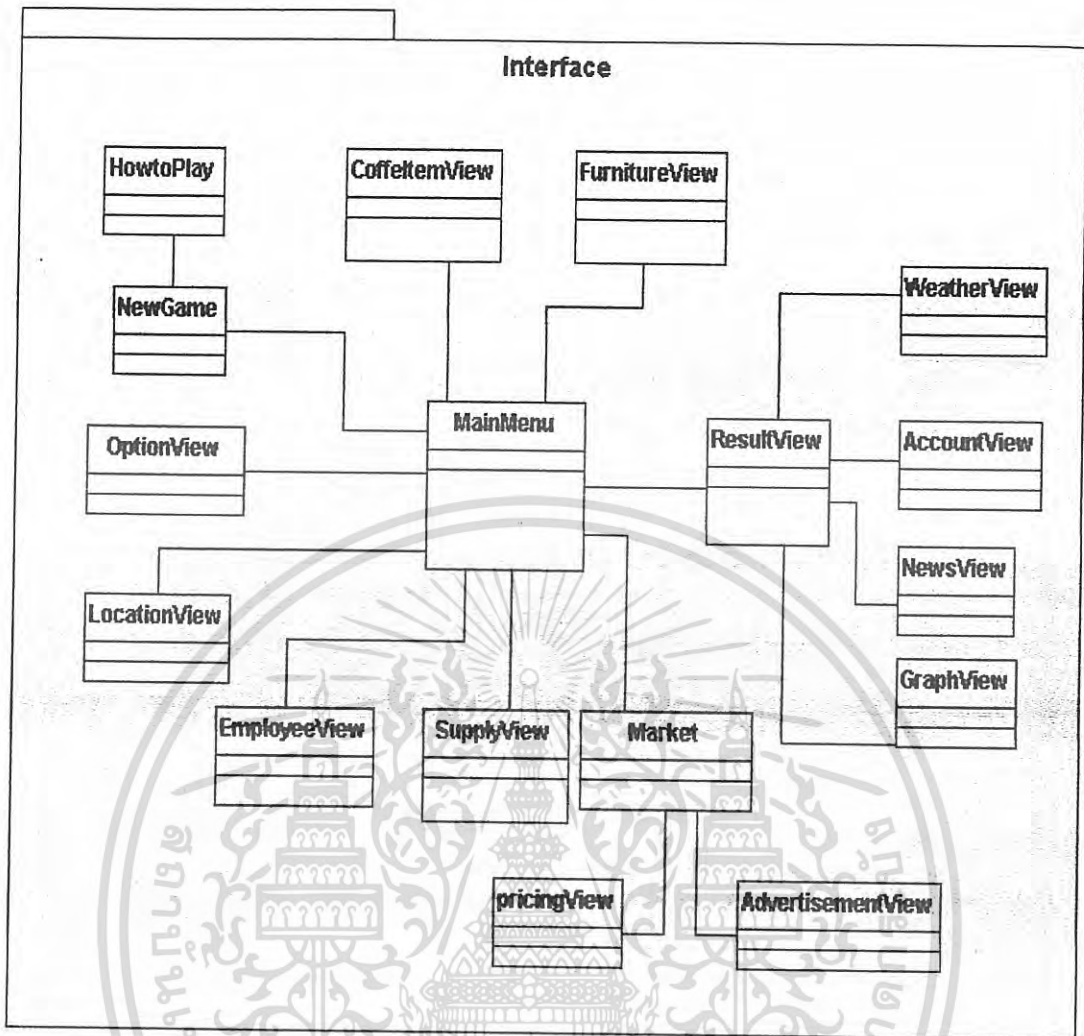 Interface
HowtoPlay
CoffeItemView
FurnitureView
NewGame
WeatherView
MainMenu
ResultView
OptionView
AccountView
NewsView
LocationView
GraphView
EmployeeView
SupplyView
Market
pricingView
AdvertisementView